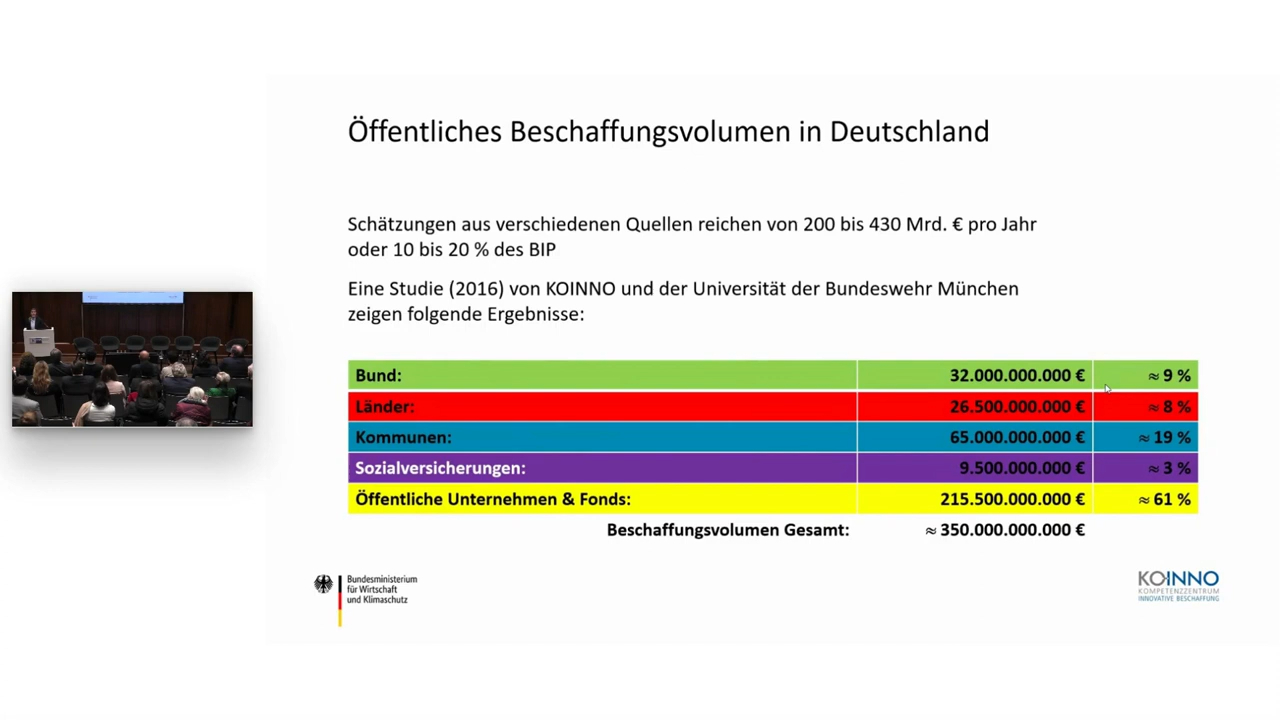 Öffentliches Beschaffungsvolumen in Deutschland
Schätzungen aus verschiedenen Quellen reichen von 200 bis 430 Mrd. € pro Jahr
oder 10 bis 20 % des BIP
Eine Studie (2016) von KOINNO und der Universität der Bundeswehr München
zeigen folgende Ergebnisse:
Bund: 32.000.000.000 € ≈ 9 %
Länder: 26.500.000.000 € ≈ 8 %
Kommunen: 65.000.000.000 € ≈ 19 %
Sozialversicherungen: 9.500.000.000 € ≈ 3 %
Öffentliche Unternehmen & Fonds: 215.500.000.000 € ≈ 61 %
Beschaffungsvolumen Gesamt: ≈ 350.000.000.000 €
Bundesministerium
für Wirtschaft
und Klimaschutz
KOINNO
KOMPETENZZENTRUM
INNOVATIVE BESCHAFFUNG